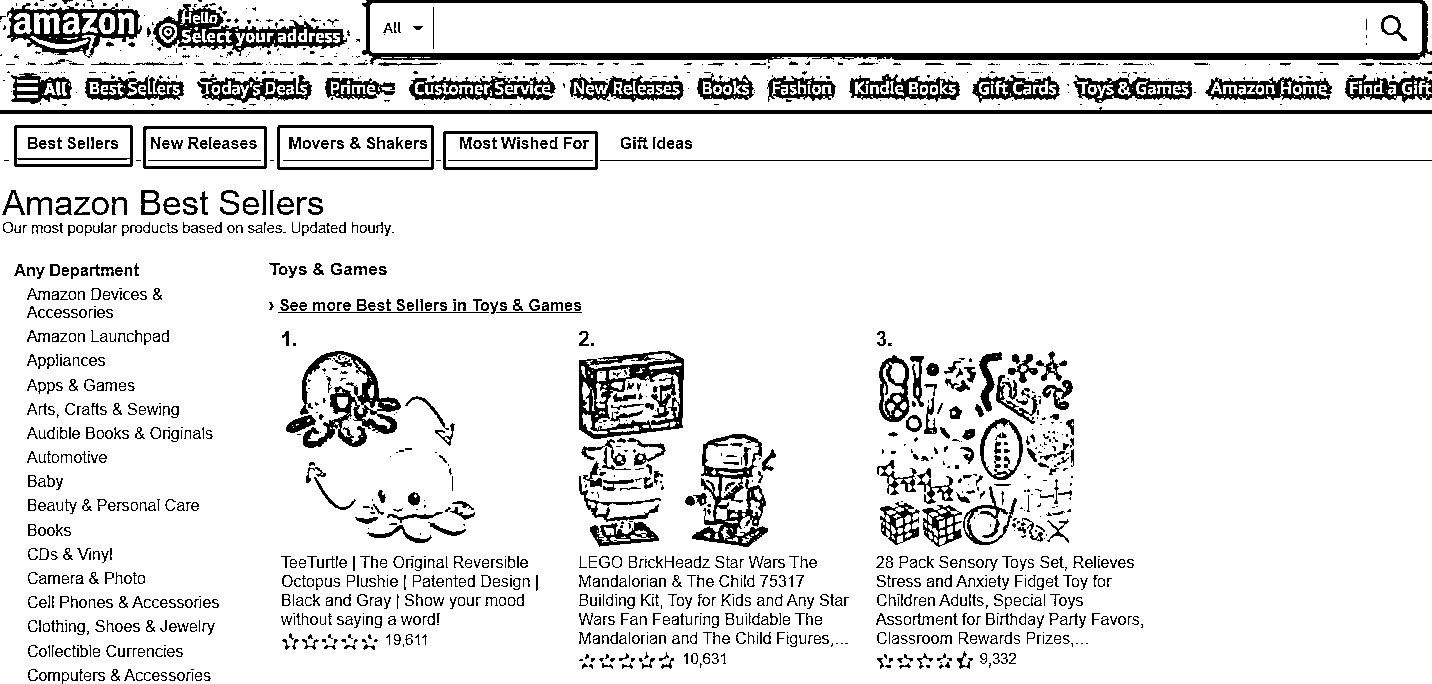 amazon
Hello
Select your address
All
All Best Sellers Today's Deals Prime Customer Service New Releases Books Fashion Kindle Books Gift Cards Toys & Games Amazon Home Find a Gift
Best Sellers New Releases Movers & Shakers Most Wished For Gift Ideas
Amazon Best Sellers
Our most popular products based on sales. Updated hourly.
Any Department
Amazon Devices &
Accessories
Amazon Launchpad
Appliances
Apps & Games
Arts, Crafts & Sewing
Audible Books & Originals
Automotive
Baby
Beauty & Personal Care
Books
CDs & Vinyl
Camera & Photo
Cell Phones & Accessories
Clothing, Shoes & Jewelry
Collectible Currencies
Computers & Accessories
Toys & Games
› See more Best Sellers in Toys & Games
1.
TeeTurtle | The Original Reversible
Octopus Plushie | Patented Design |
Black and Gray | Show your mood
without saying a word!
19,611
2.
LEGO BrickHeadz Star Wars The
Mandalorian & The Child 75317
Building Kit, Toy for Kids and Any Star
Wars Fan Featuring Buildable The
Mandalorian and The Child Figures,...
10,631
3.
28 Pack Sensory Toys Set, Relieves
Stress and Anxiety Fidget Toy for
Children Adults, Special Toys
Assortment for Birthday Party Favors,
Classroom Rewards Prizes,...
9,332